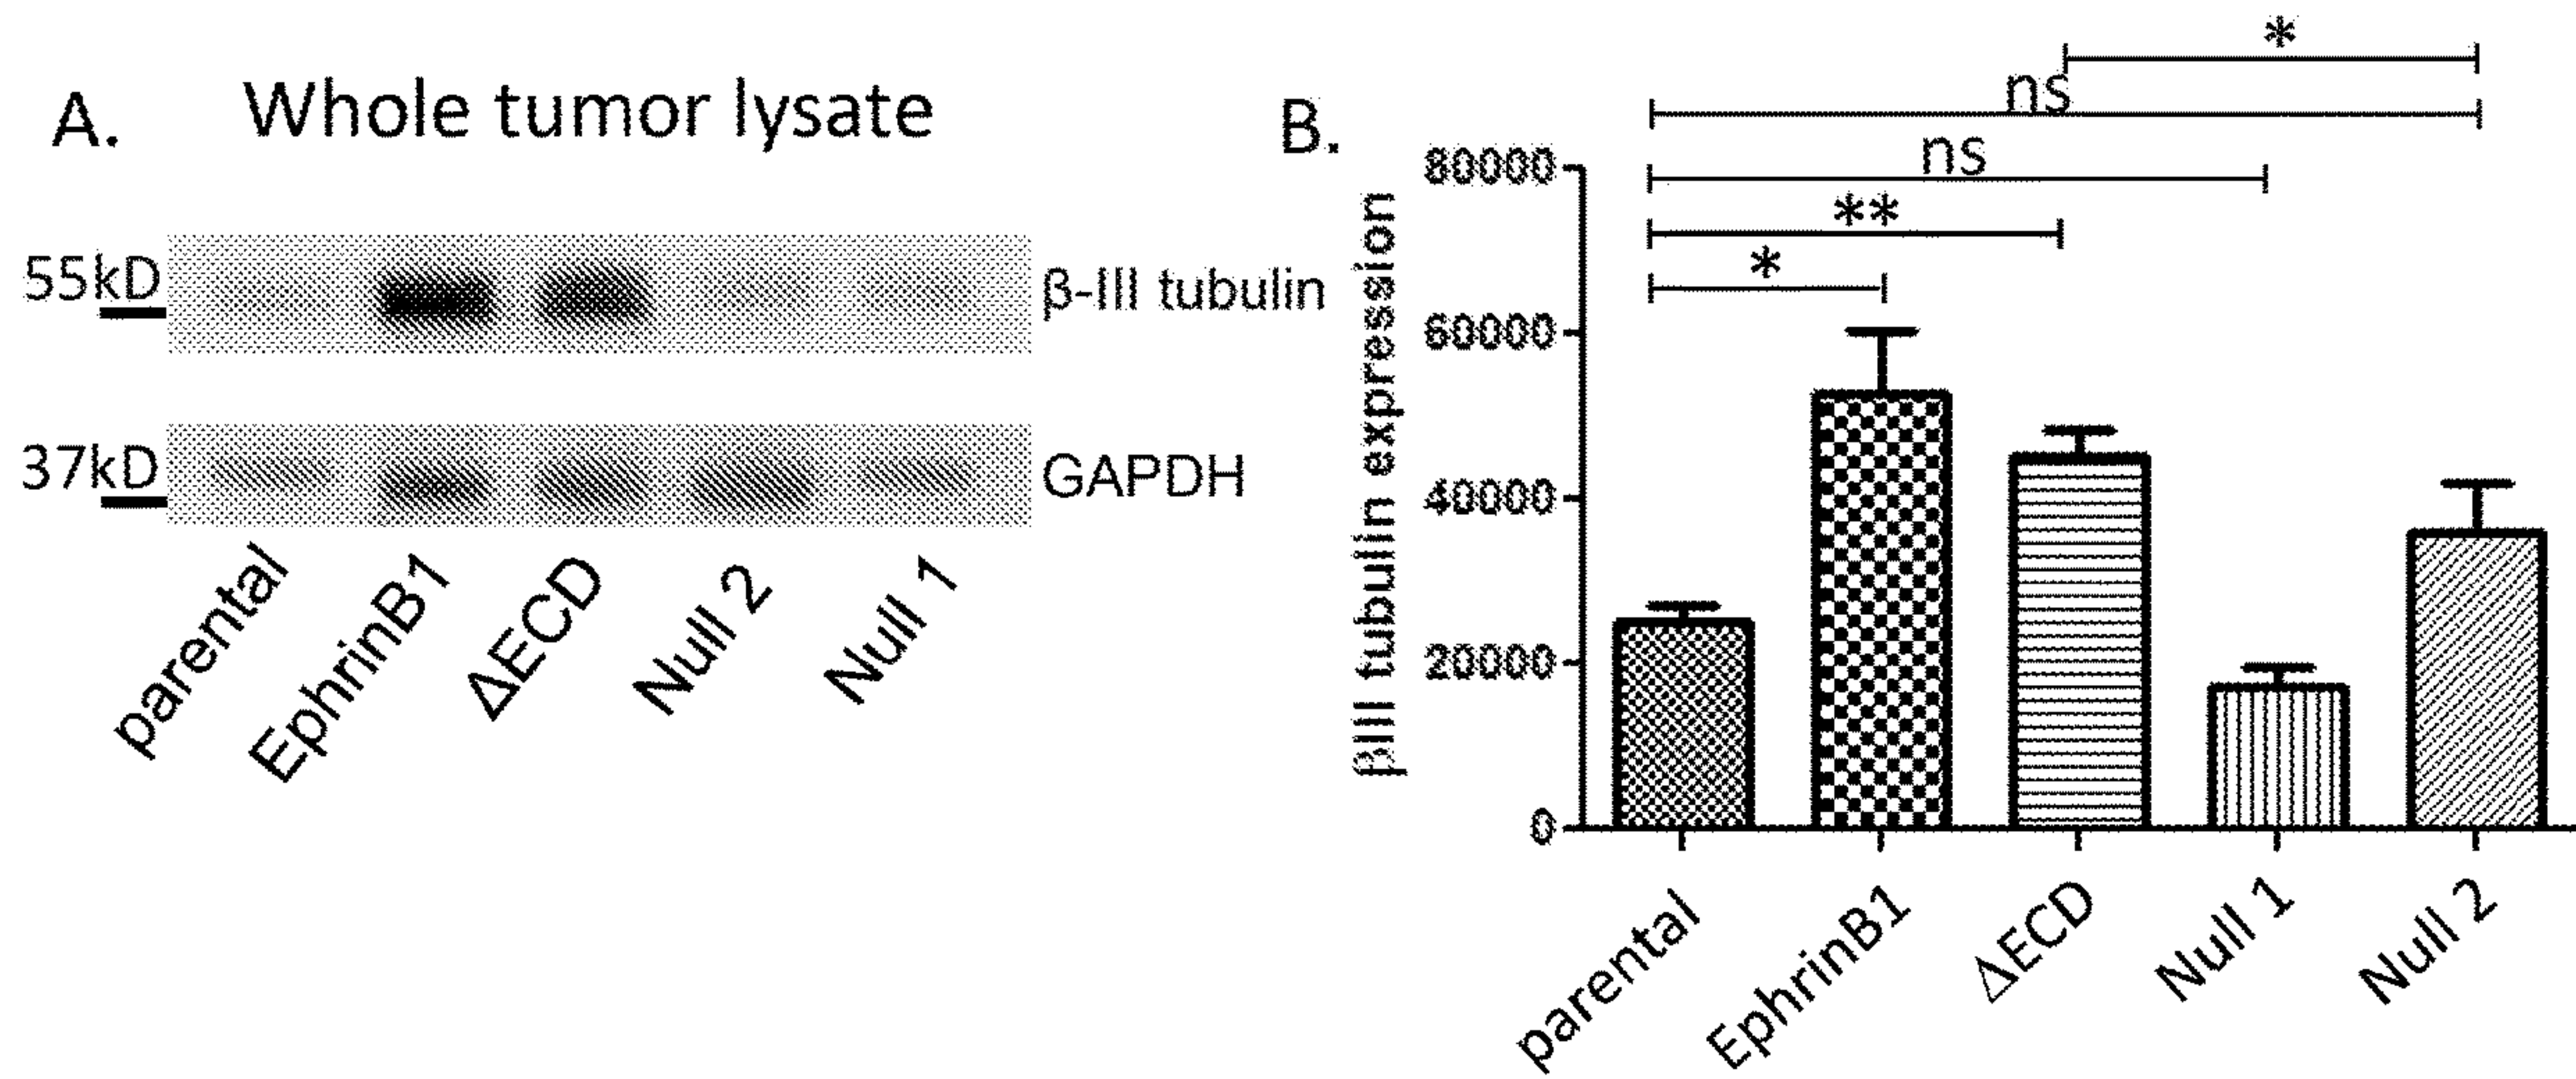 A. Whole tumor lysate
55kD
β-III tubulin
37kD
GAPDH
parental
EphrinB1
ΔECD
Null 2
Null 1
B.
*
ns
ns
**
*
βIII tubulin expression
80000
60000
40000
20000
0
parental
EphrinB1
ΔECD
Null 1
Null 2